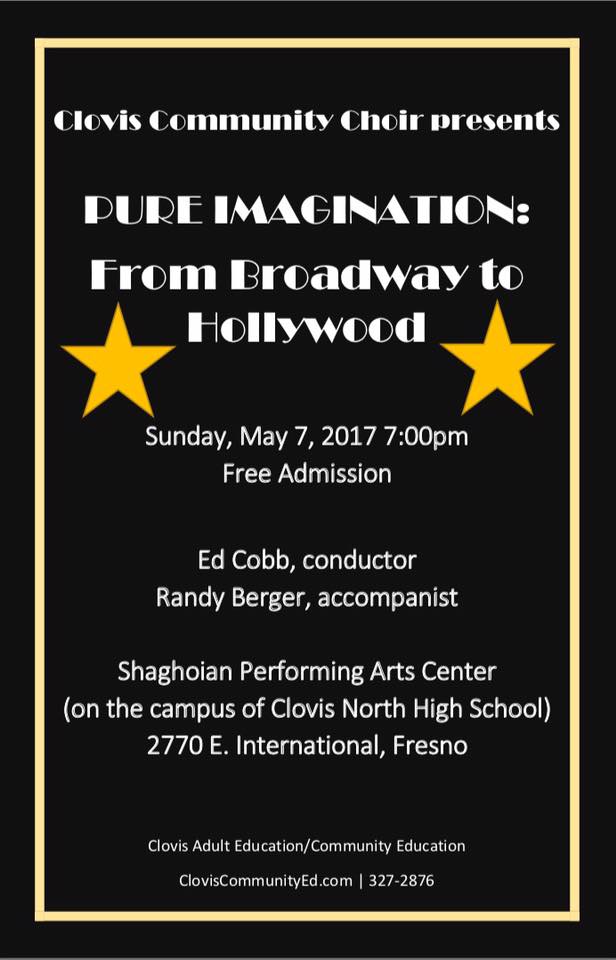 Clovis Community Choir presents
PURE IMAGINATION:
From Broadway to
Hollywood
Sunday, May 7, 2017 7:00pm
Free Admission
Ed Cobb, conductor
Randy Berger, accompanist
Shaghoian Performing Arts Center
(on the campus of Clovis North High School)
2770 E. International, Fresno
Clovis Adult Education/Community Education
ClovisCommunityEd.com | 327-2876